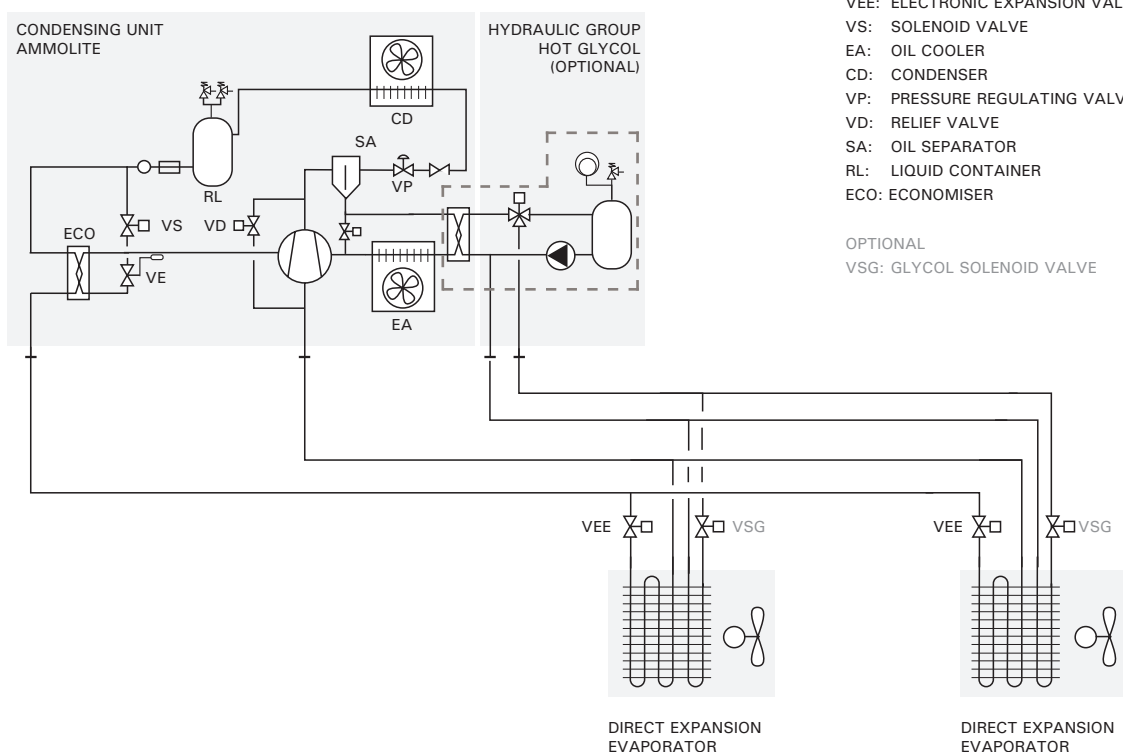 CONDENSING UNIT
AMMOLITE
HYDRAULIC GROUP
HOT GLYCOL
(OPTIONAL)
CD
SA
VP
RL
VS
VD
ECO
VE
EA
VEE: ELECTRONIC EXPANSION
VS: SOLENOID VALVE
EA: OIL COOLER
CD: CONDENSER
VP: PRESSURE REGULATING
VD: RELIEF VALVE
SA: OIL SEPARATOR
RL: LIQUID CONTAINER
ECO: ECONOMISER
OPTIONAL
VSG: GLYCOL SOLENOID VALVE
VEE
VSG
VEE
VSG
DIRECT EXPANSION
EVAPORATOR
DIRECT EXPANSION
EVAPORATOR